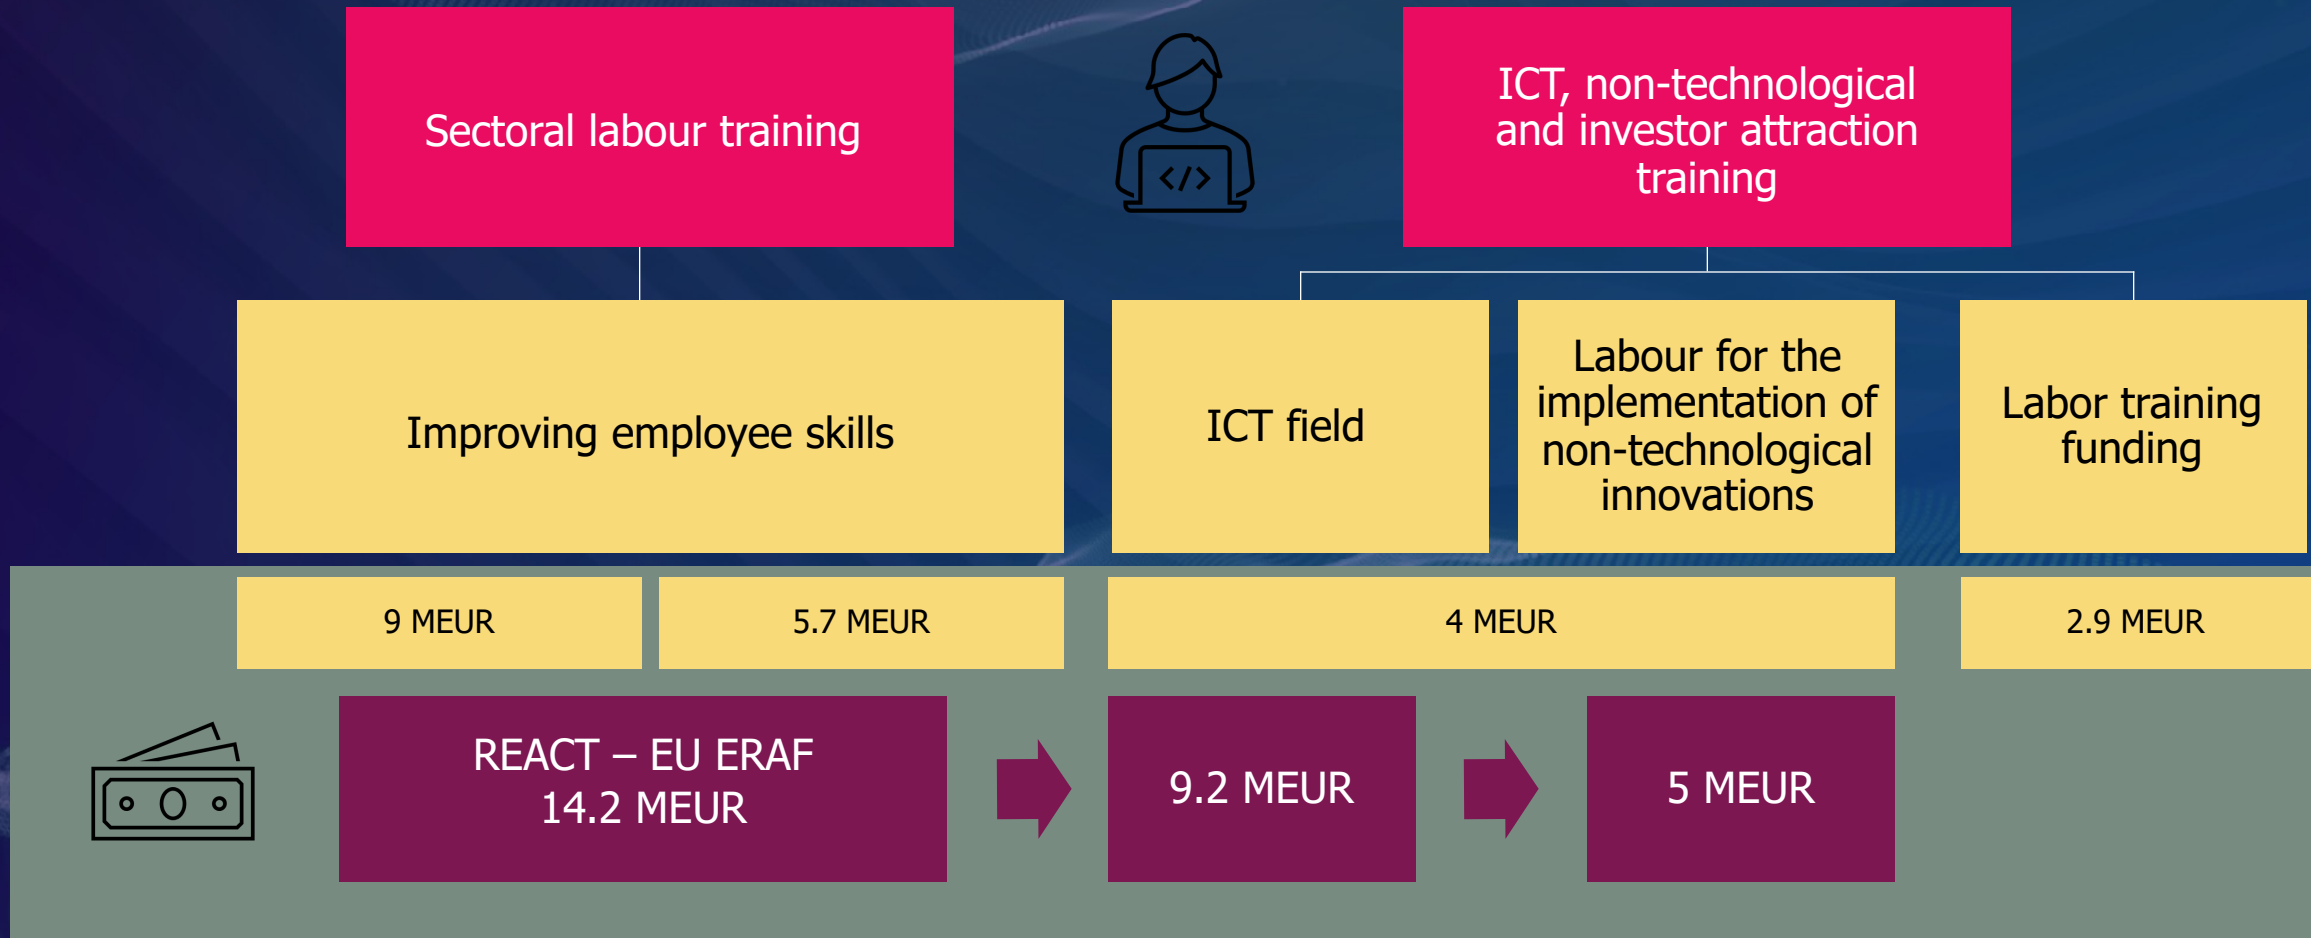 Sectoral labour training
ICT, non-technological
and investor attraction
training
</>
Improving employee skills
ICT field
Labour for the
implementation of
non-technological
innovations
Labor training
funding
9 MEUR
5.7 MEUR
4 MEUR
2.9 MEUR
REACT – EU ERAF
14.2 MEUR
9.2 MEUR
5 MEUR